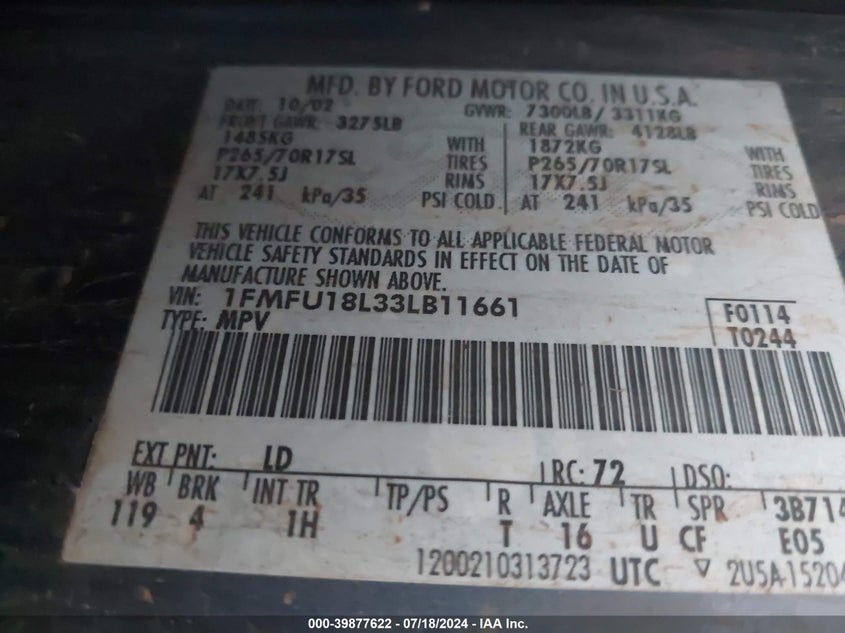 MFD. BY FORD MOTOR CO. IN U.S.A.
DATE: 10/02 GVWR: 7300LB/ 3311KG
FRONT GAWR: 3275LB REAR GAWR: 4128LB
1485KG WITH 1872KG WITH
P265/70R17SL TIRES P265/70R17SL TIRES
17X7.5J RIMS 17X7.5J RIMS
AT 241 kPa/35 PSI COLD AT 241 kPa/35 PSI COLD
THIS VEHICLE CONFORMS TO ALL APPLICABLE FEDERAL MOTOR
VEHICLE SAFETY STANDARDS IN EFFECT ON THE DATE OF
MANUFACTURE SHOWN ABOVE.
VIN: 1FMFU18L33LB11661 F0114
TYPE: MPV T0244
EXT PNT: LD RC: 72 DSO:
WB BRK INT TR TP/PS R AXLE TR SPR 3B714
119 4 1H T 16 U CF E05
1200210313723 UTC ▽ 2U5A-15204
000-39877622 - 07/18/2024 - IAA Inc.